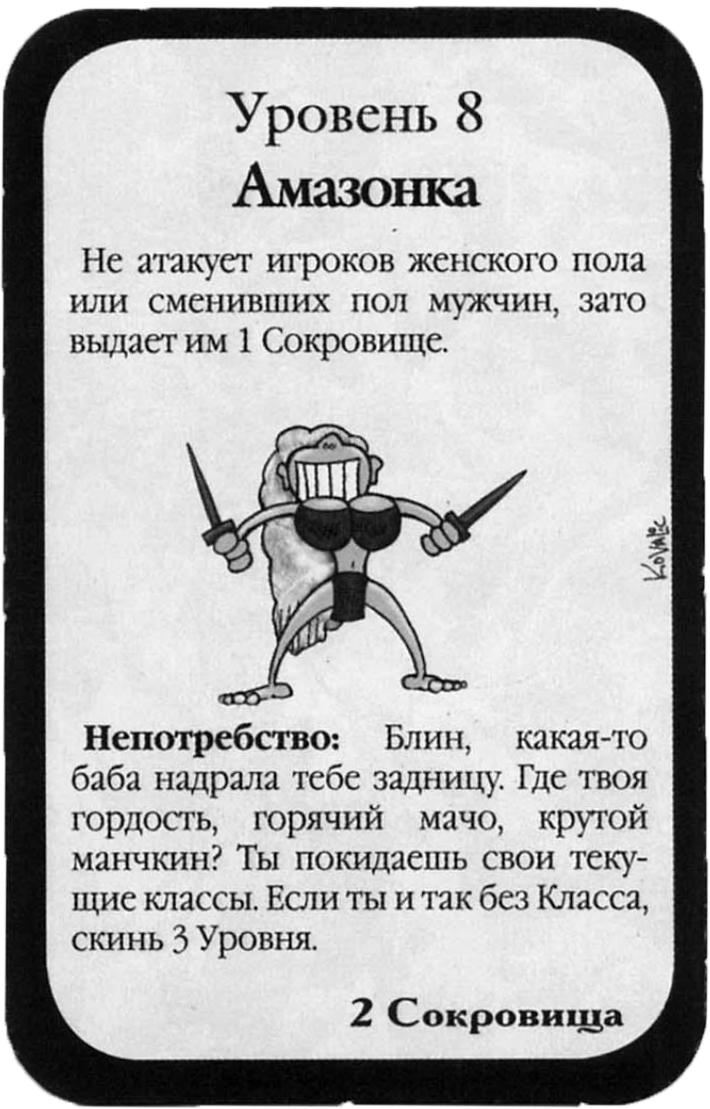 Уровень 8
Амазонка
Не атакует игроков женского пола
или сменивших пол мужчин, зато
выдает им 1 Сокровище.
Kovalic
Непотребство: Блин, какая-то
баба надрала тебе задницу. Где твоя
гордость, горячий мачо, крутой
манчкин? Ты покидаешь свои теку-
щие классы. Если ты и так без Класса,
скинь 3 Уровня.
2 Сокровища